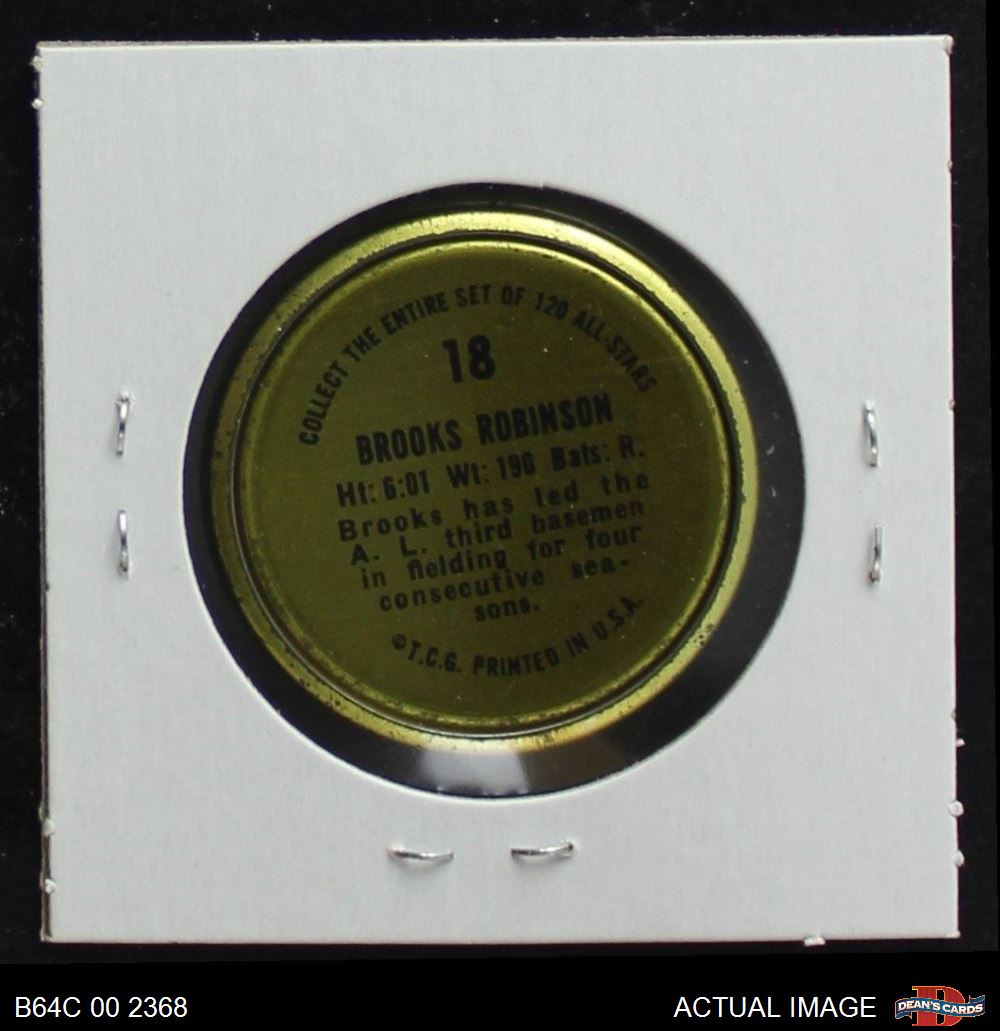 COLLECT THE ENTIRE SET OF 120 ALL-STARS
18
BROOKS ROBINSON
Ht: 6:01 Wt: 190 Bats: R.
Brooks has led the
A. L. third basemen
in fielding for four
consecutive sea-
sons.
©T.C.G. PRINTED IN U.S.A.
B64C 00 2368
ACTUAL IMAGE
D
DEAN'S CARDS